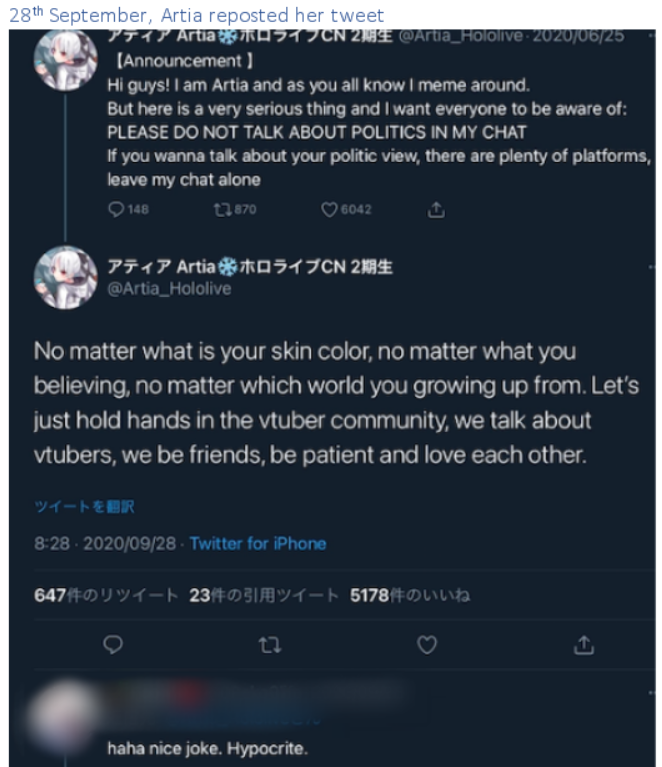 28th September, Artia reposted her tweet
アティア Artia❄️ホロライブCN 2期生 @Artia_Hololive · 2020/06/25
【Announcement 】
Hi guys! I am Artia and as you all know I meme around.
But here is a very serious thing and I want everyone to be aware of:
PLEASE DO NOT TALK ABOUT POLITICS IN MY CHAT
If you wanna talk about your politic view, there are plenty of platforms,
leave my chat alone
148 870 6042
アティア Artia❄️ホロライブCN 2期生
@Artia_Hololive
No matter what is your skin color, no matter what you
believing, no matter which world you growing up from. Let's
just hold hands in the vtuber community, we talk about
vtubers, we be friends, be patient and love each other.
ツイートを翻訳
8:28 · 2020/09/28 · Twitter for iPhone
647件のリツイート 23件の引用ツイート 5178件のいいね
haha nice joke. Hypocrite.